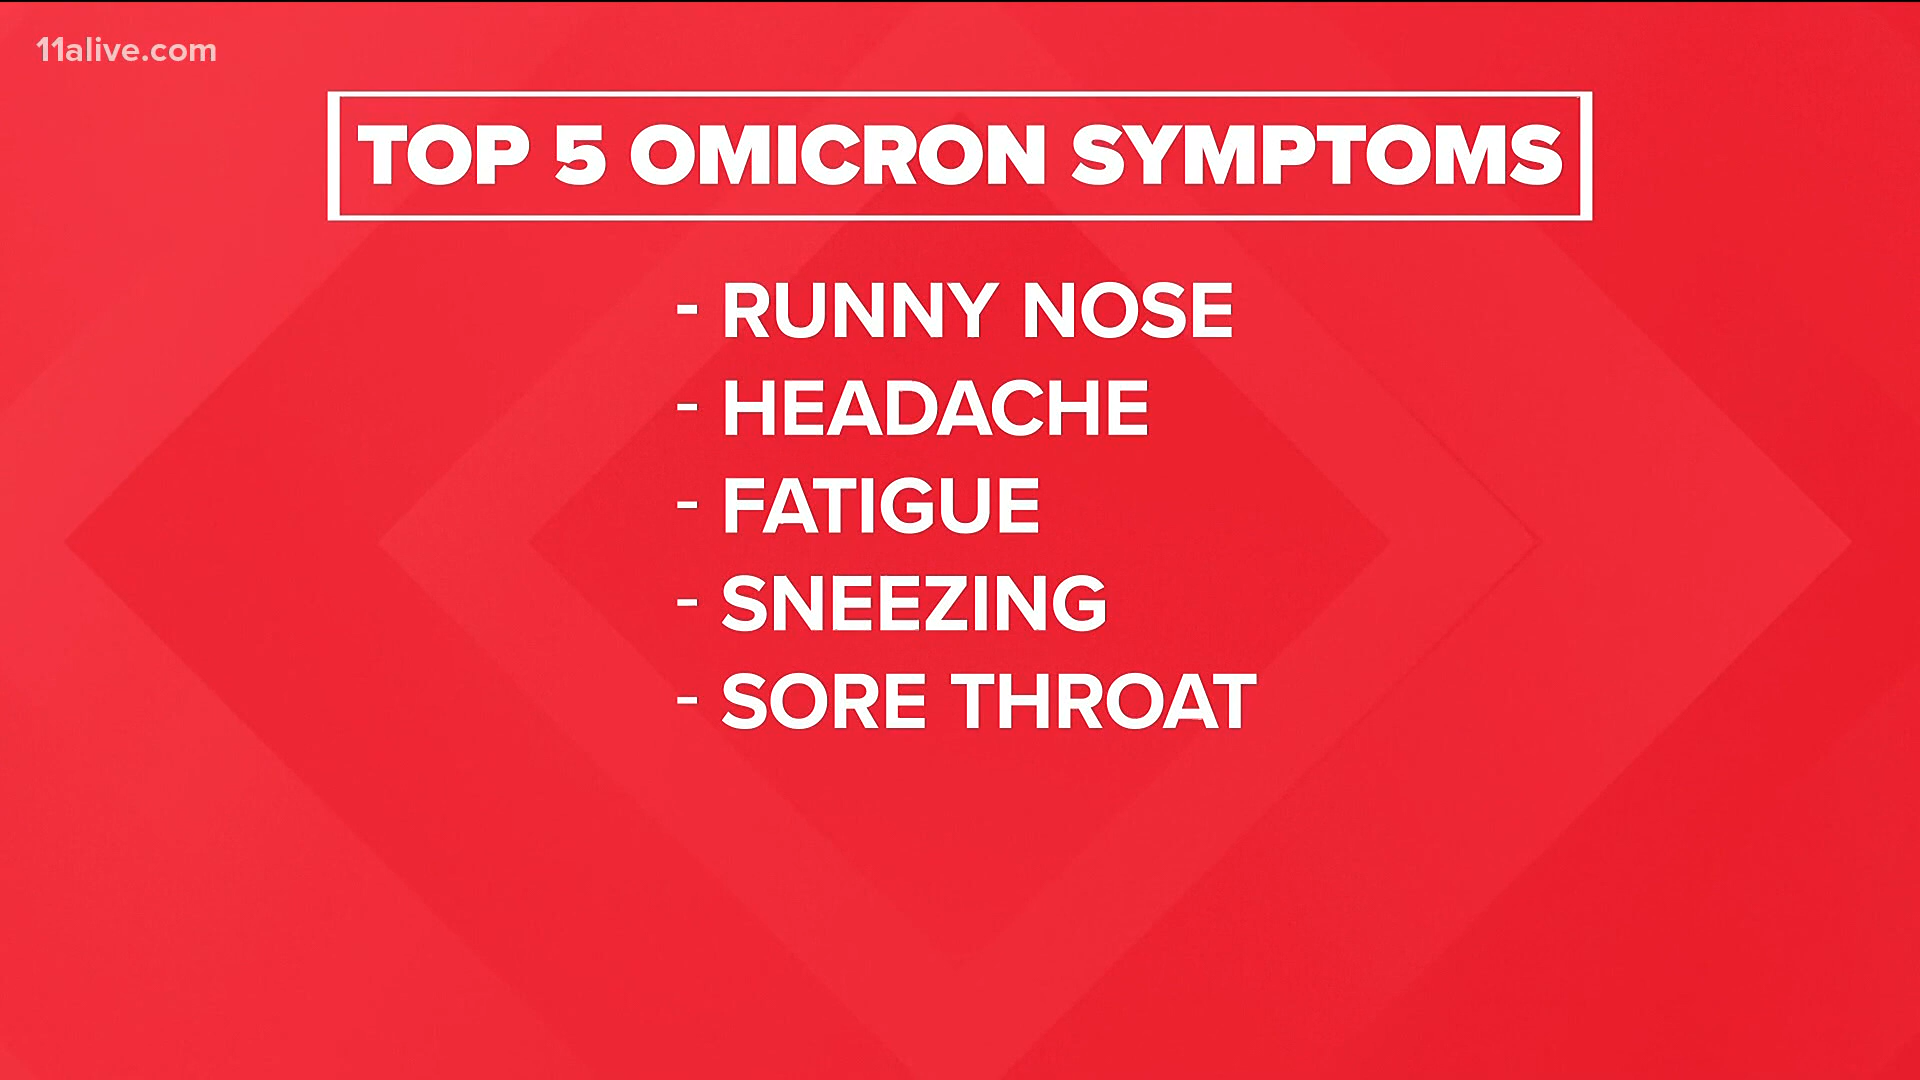 11alive.com
TOP 5 OMICRON SYMPTOMS
- RUNNY NOSE
- HEADACHE
- FATIGUE
- SNEEZING
- SORE THROAT